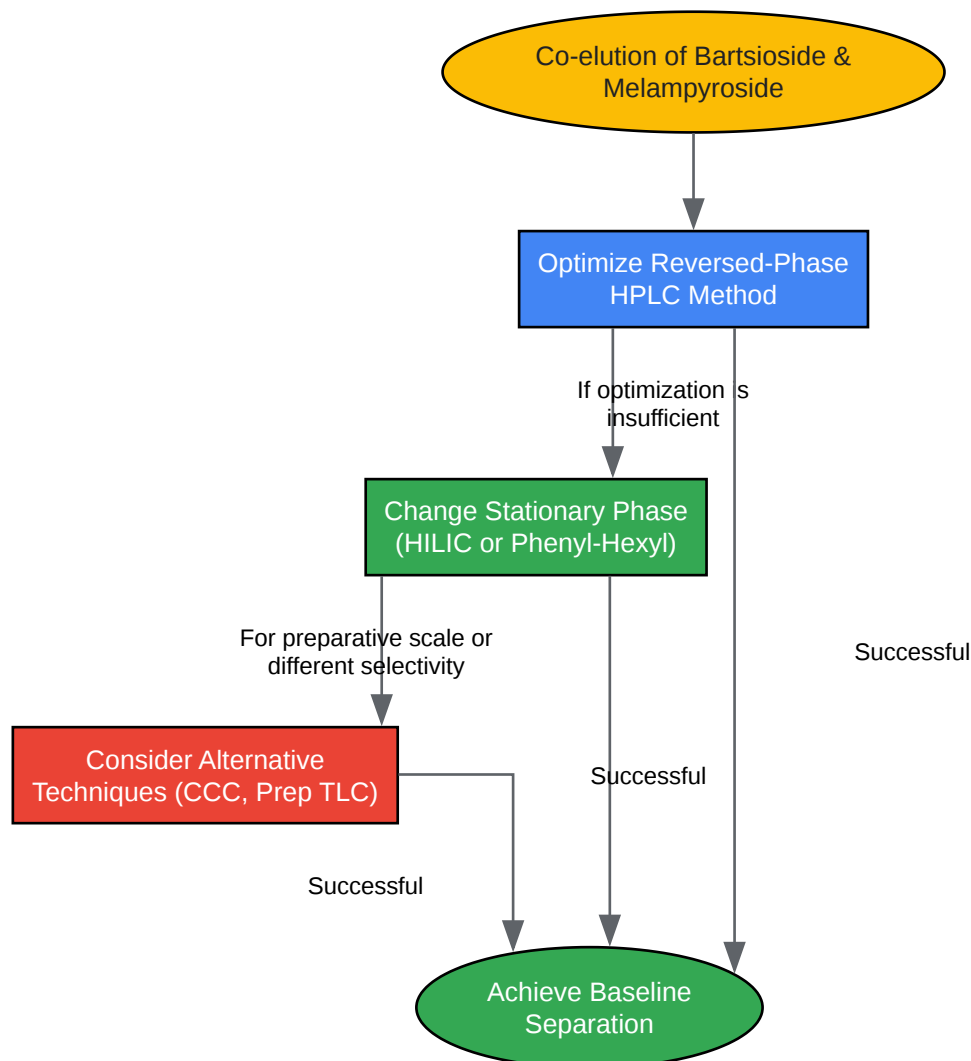 Co-elution of Bartsioside &
Melampyroside
Optimize Reversed-Phase
HPLC Method
If optimization is
insufficient
Change Stationary Phase
(HILIC or Phenyl-Hexyl)
For preparative scale or
different selectivity
Successful
Consider Alternative
Techniques (CCC, Prep TLC)
Successful
Successful
Achieve Baseline
Separation